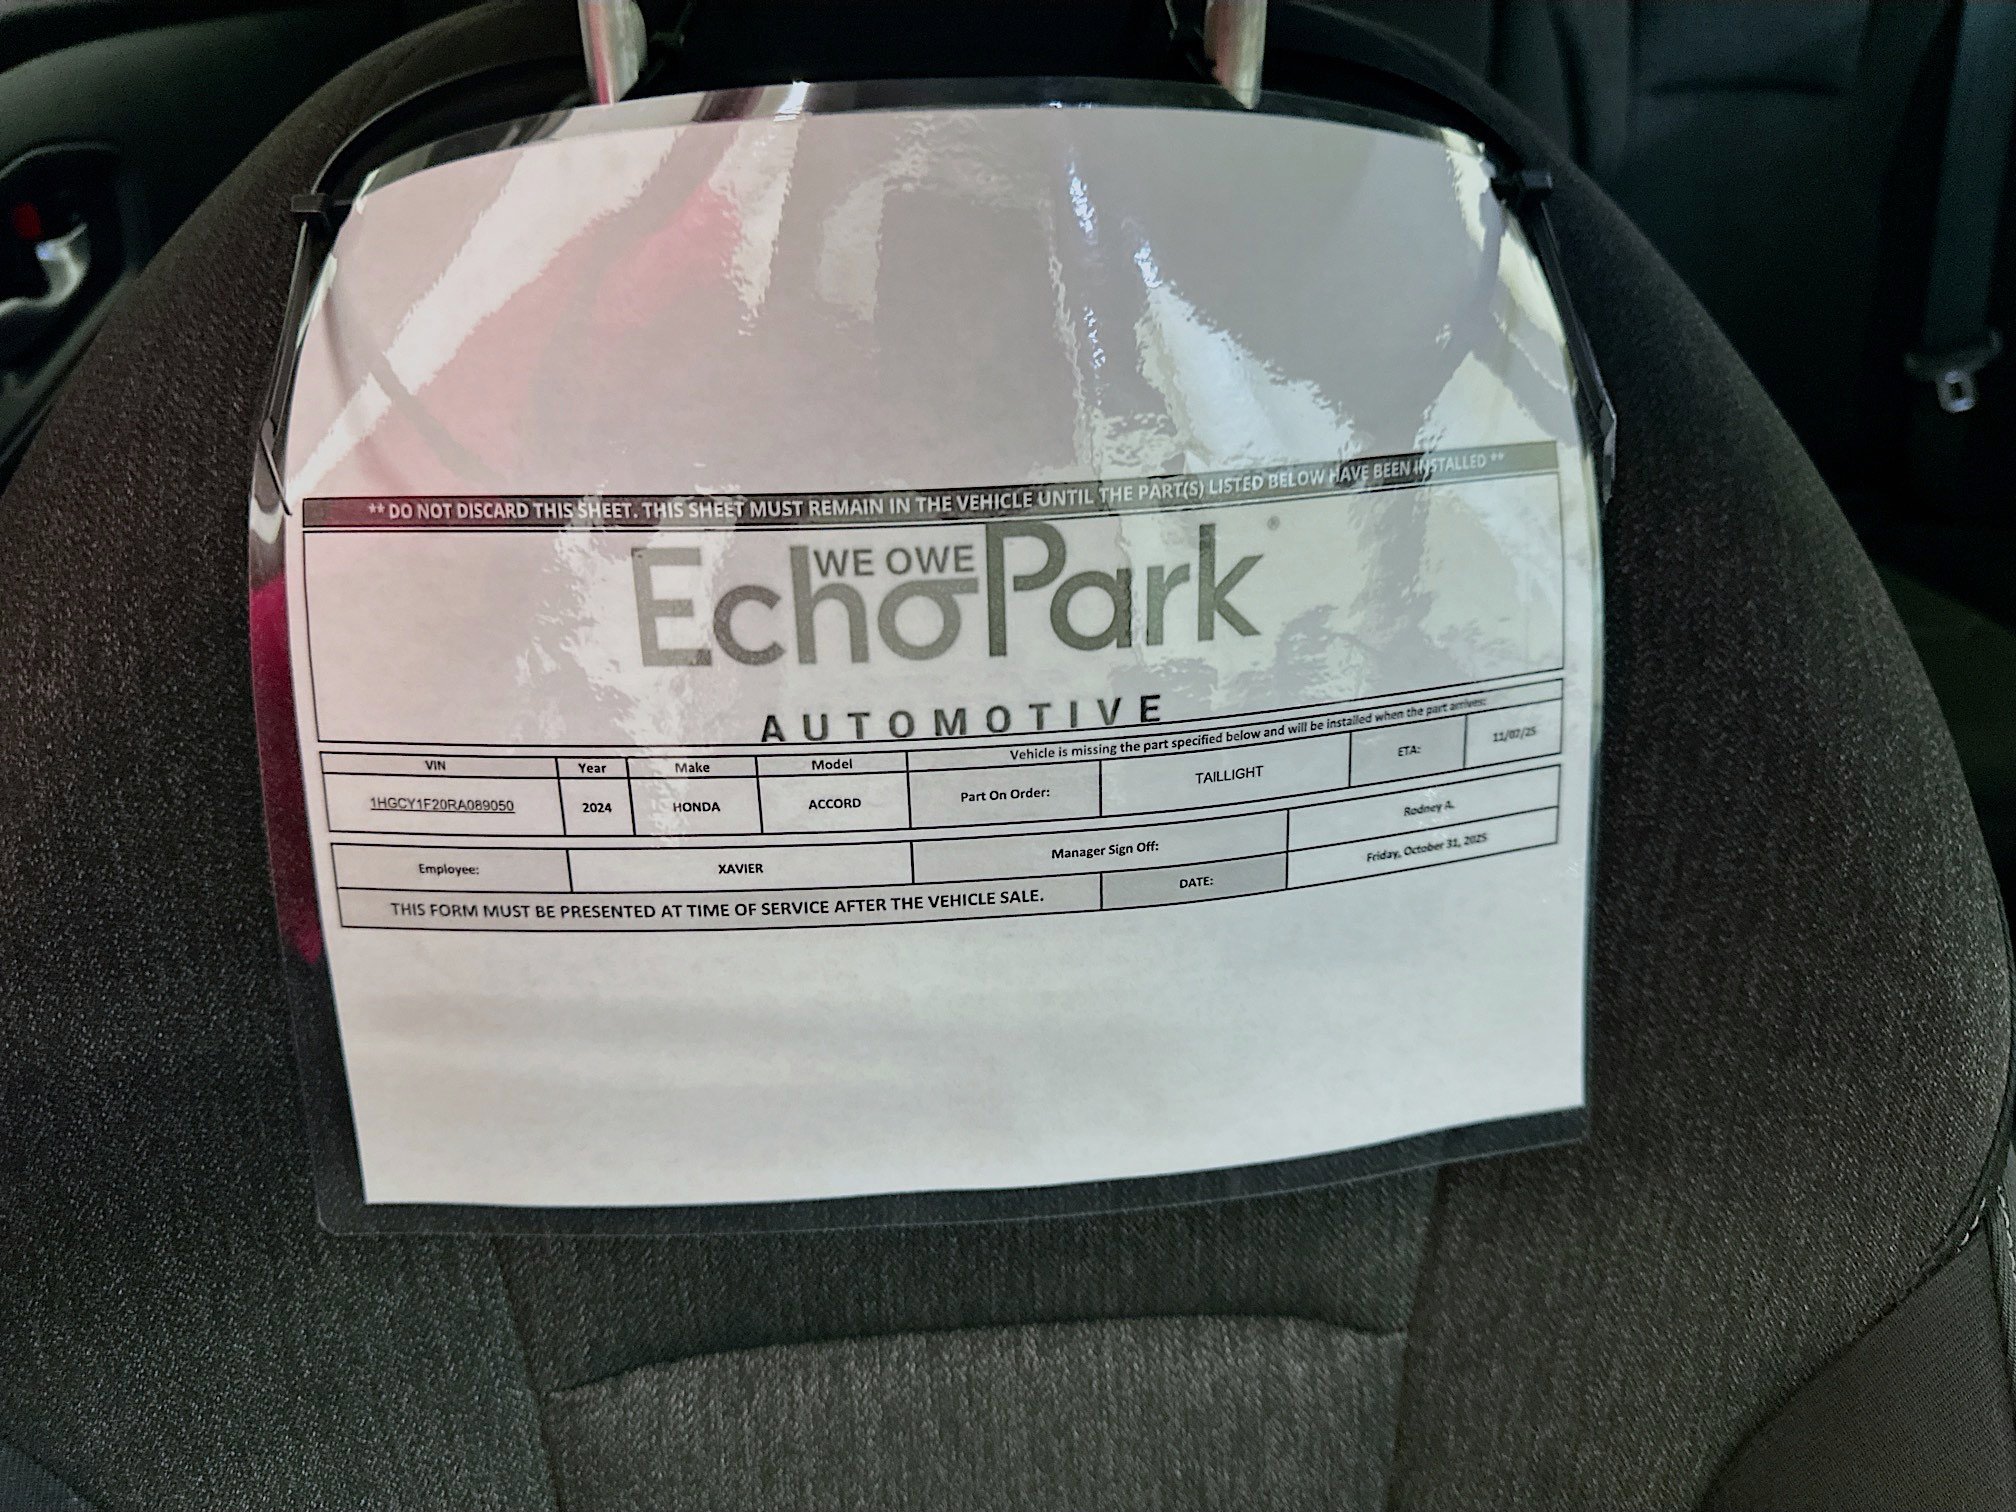 ** DO NOT DISCARD THIS SHEET. THIS SHEET MUST REMAIN IN THE VEHICLE UNTIL THE PART(S) LISTED BELOW HAVE BEEN INSTALLED **
WE OWE
EchoPark®
AUTOMOTIVE
Vehicle is missing the part specified below and will be installed when the part arrives:
VIN Year Make Model
1HGCY1F20RA089050 2024 HONDA ACCORD Part On Order: TAILLIGHT ETA: 11/07/25
Employee: XAVIER Manager Sign Off: Rodney A.
THIS FORM MUST BE PRESENTED AT TIME OF SERVICE AFTER THE VEHICLE SALE. DATE: Friday, October 31, 2025